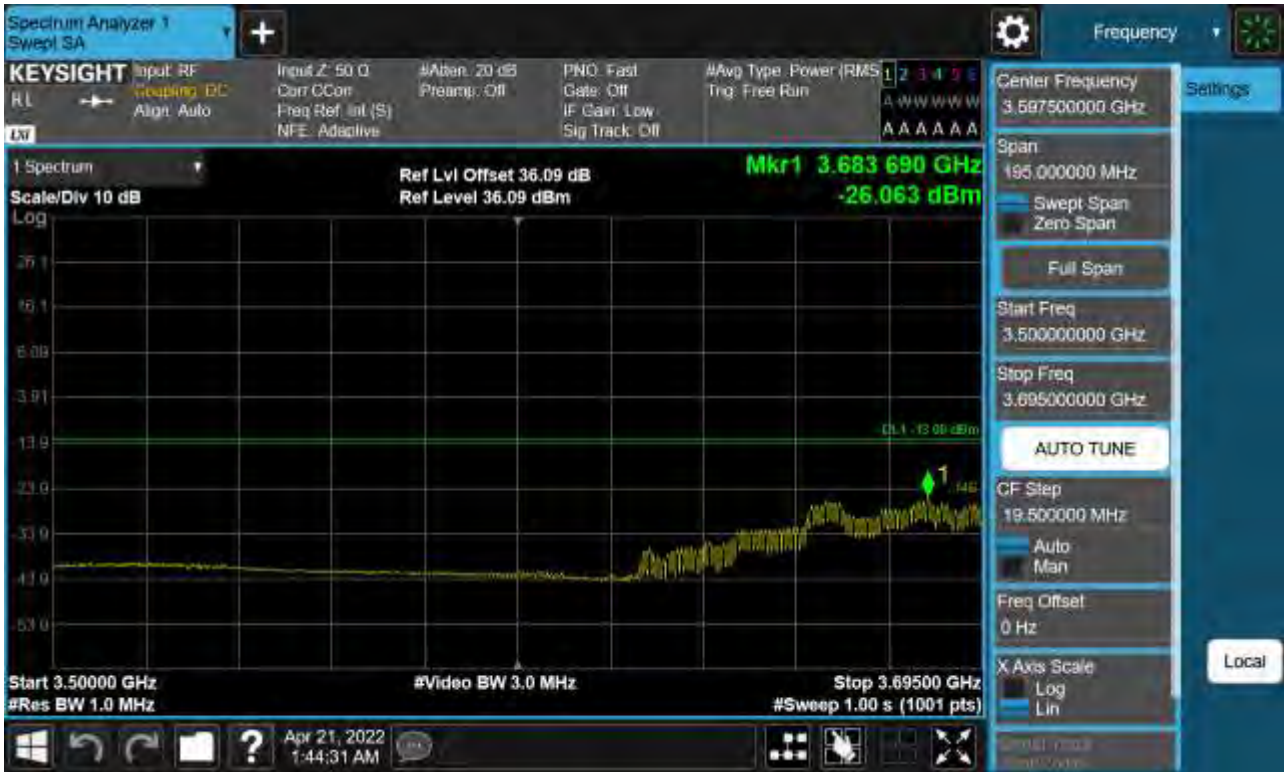 Spectrum Analyzer 1
Swept SA
Frequency
KEYSIGHT
RL
LXI
Input: RF
Coupling: DC
Align: Auto
Input Z: 50 Ω
Corr CCorr
Freq Ref: Int (S)
NFE: Adaptive
#Atten: 20 dB
Preamp: Off
PNO: Fast
Gate: Off
IF Gain: Low
Sig Track: Off
#Avg Type: Power (RMS
Trig: Free Run
1 2 3 4 5 6
A W W W W W
A A A A A A
Center Frequency
3.597500000 GHz
Settings
1 Spectrum
Scale/Div 10 dB
Log
Ref Lvl Offset 36.09 dB
Ref Level 36.09 dBm
Mkr1 3.683 690 GHz
-26.063 dBm
26.1
16.1
6.09
-3.91
-13.9
-23.9
-33.9
-43.9
-53.9
DL1 -13.00 dBm
1
Start 3.50000 GHz
#Res BW 1.0 MHz
#Video BW 3.0 MHz
Stop 3.69500 GHz
#Sweep 1.00 s (1001 pts)
Span
195.000000 MHz
Swept Span
Zero Span
Full Span
Start Freq
3.500000000 GHz
Stop Freq
3.695000000 GHz
AUTO TUNE
CF Step
19.500000 MHz
Auto
Man
Freq Offset
0 Hz
X Axis Scale
Log
Lin
Local
?
Apr 21, 2022
1:44:31 AM